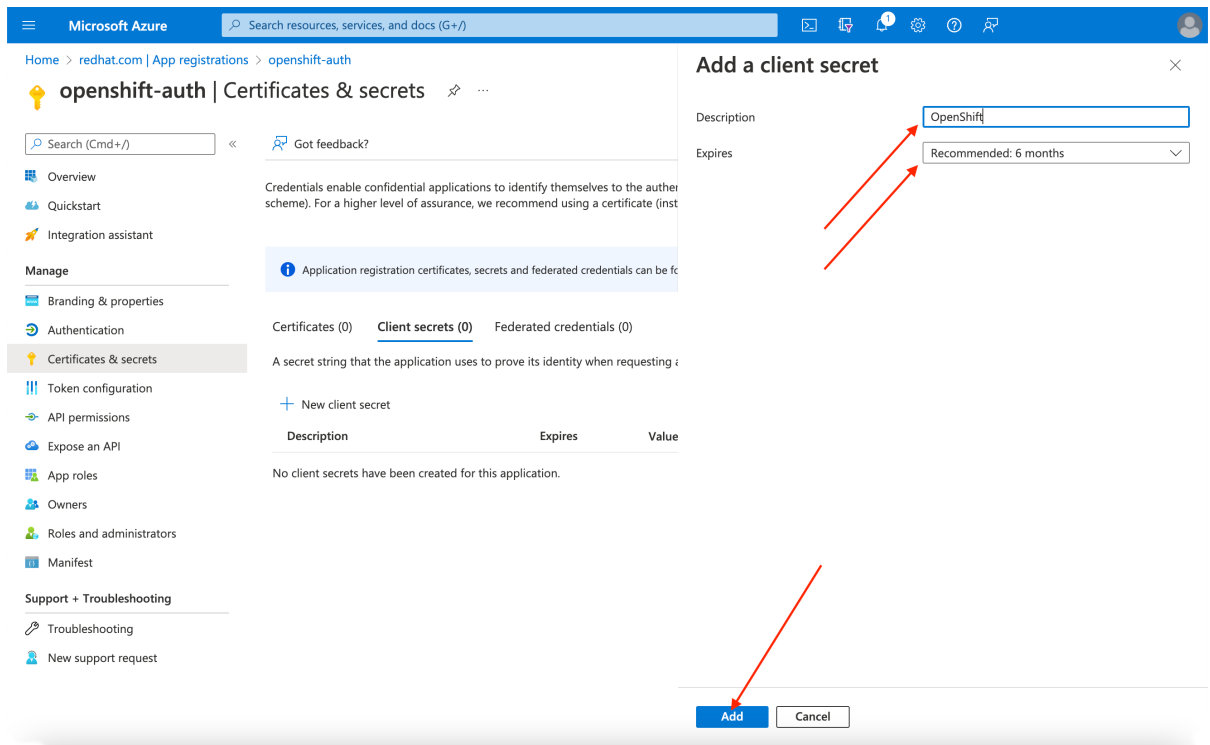 Microsoft Azure
Search resources, services, and docs (G+/)
1
Home > redhat.com | App registrations > openshift-auth
openshift-auth | Certificates & secrets
Search (Cmd+/)
Overview
Quickstart
Integration assistant
Manage
Branding & properties
Authentication
Certificates & secrets
Token configuration
API permissions
Expose an API
App roles
Owners
Roles and administrators
Manifest
Support + Troubleshooting
Troubleshooting
New support request
Got feedback?
Credentials enable confidential applications to identify themselves to the auther
scheme). For a higher level of assurance, we recommend using a certificate (inst
Application registration certificates, secrets and federated credentials can be fo
Certificates (0) Client secrets (0) Federated credentials (0)
A secret string that the application uses to prove its identity when requesting a
New client secret
Description Expires Value
No client secrets have been created for this application.
Add a client secret
Description OpenShift
Expires Recommended: 6 months
Add Cancel